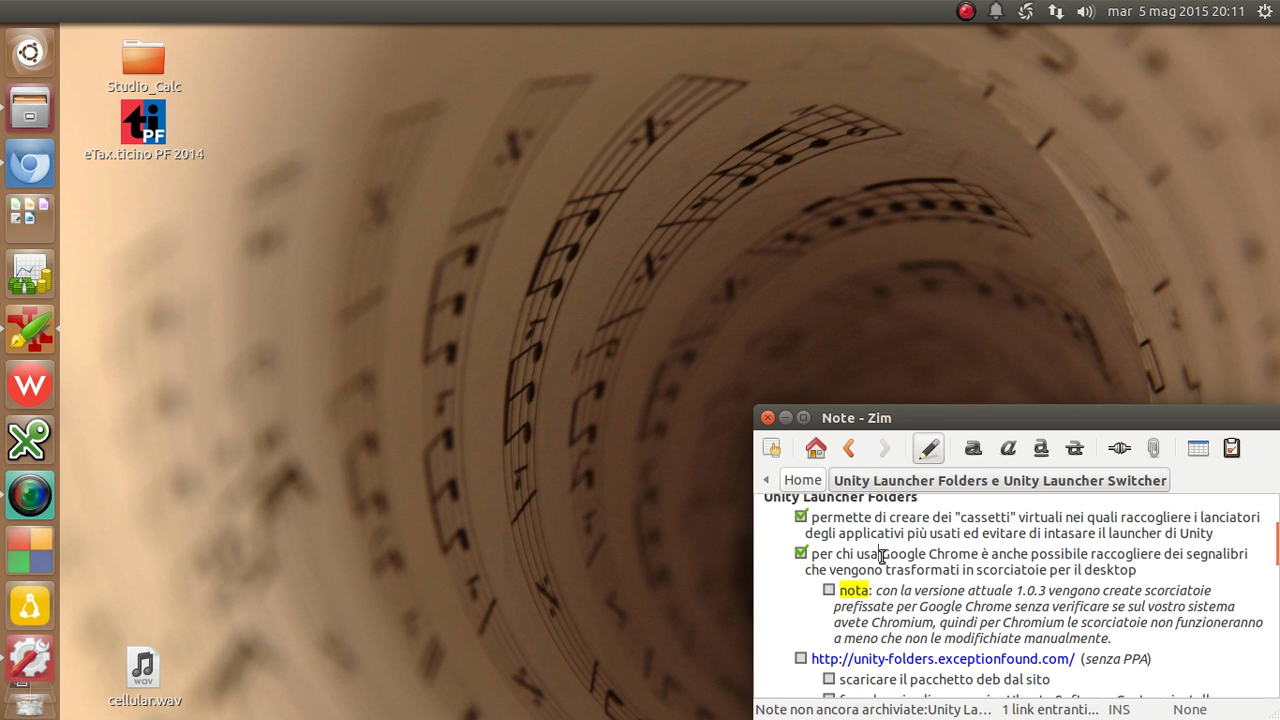 mar 5 mag 2015 20:11
Studio_Calc
ti PF
eTax.ticino PF 2014
W
cellular.wav
Note - Zim
a a a a
Home Unity Launcher Folders e Unity Launcher Switcher
Unity Launcher Folders
permette di creare dei "cassetti" virtuali nei quali raccogliere i lanciatori
degli applicativi più usati ed evitare di intasare il launcher di Unity
per chi usa Google Chrome è anche possibile raccogliere dei segnalibri
che vengono trasformati in scorciatoie per il desktop
nota: con la versione attuale 1.0.3 vengono create scorciatoie
prefissate per Google Chrome senza verificare se sul vostro sistema
avete Chromium, quindi per Chromium le scorciatoie non funzioneranno
a meno che non le modifichiate manualmente.
http://unity-folders.exceptionfound.com/ (senza PPA)
scaricare il pacchetto deb dal sito
Note non ancora archiviate:Unity La... 1 link entranti... INS None